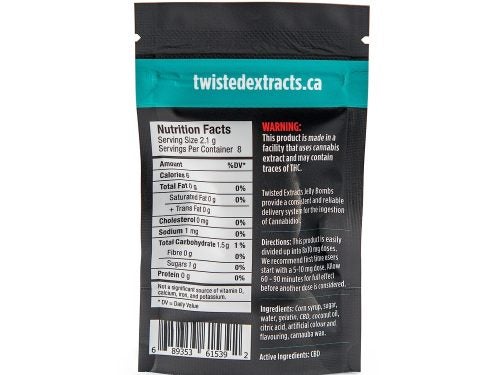 twistedextracts.ca
Nutrition Facts
Serving Size 2.1 g
Servings Per Container 8
Amount %DV*
Calories 6
Total Fat 0 g 0%
Saturated Fat 0 g 0%
+ Trans Fat 0 g
Cholesterol 0 mg 0%
Sodium 1 mg 0%
Total Carbohydrate 1.5 g 1 %
Fibre 0 g 0%
Sugars 1 g 0%
Protein 0 g 0%
Not a significant source of vitamin D,
calcium, iron, and potassium.
* DV = Daily Value
6 89353 61539 2
WARNING:
This product is made in a
facility that uses cannabis
extract and may contain
traces of THC.
Twisted Extracts Jelly Bombs
provide a consistent and reliable
delivery system for the ingestion
of Cannabidiol.
Directions: This product is easily
divided up into 8x10 mg doses.
We recommend first time users
start with a 5-10 mg dose. Allow
60 - 90 minutes for full effect
before another dose is considered.
Ingredients: Corn syrup, sugar,
water, gelatin, CBD, coconut oil,
citric acid, artificial colour and
flavouring, carnauba wax.
Active Ingredients: CBD